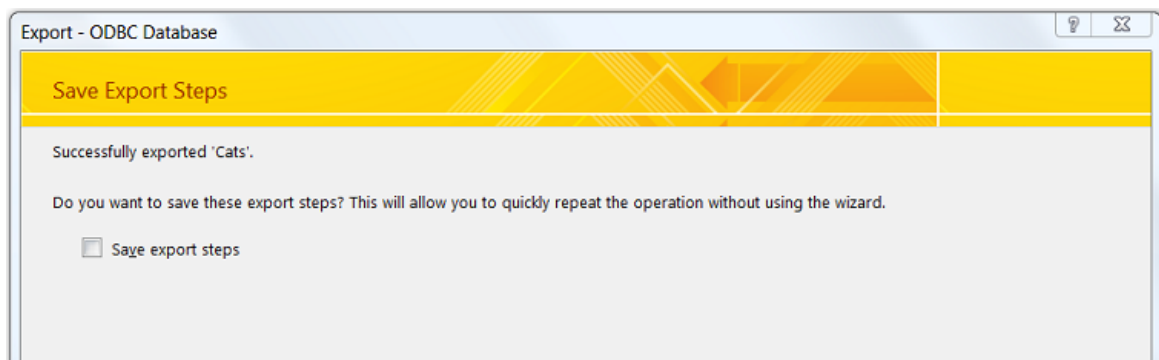 Export - ODBC Database
Save Export Steps
Successfully exported 'Cats'.
Do you want to save these export steps? This will allow you to quickly repeat the operation without using the wizard.
Save export steps